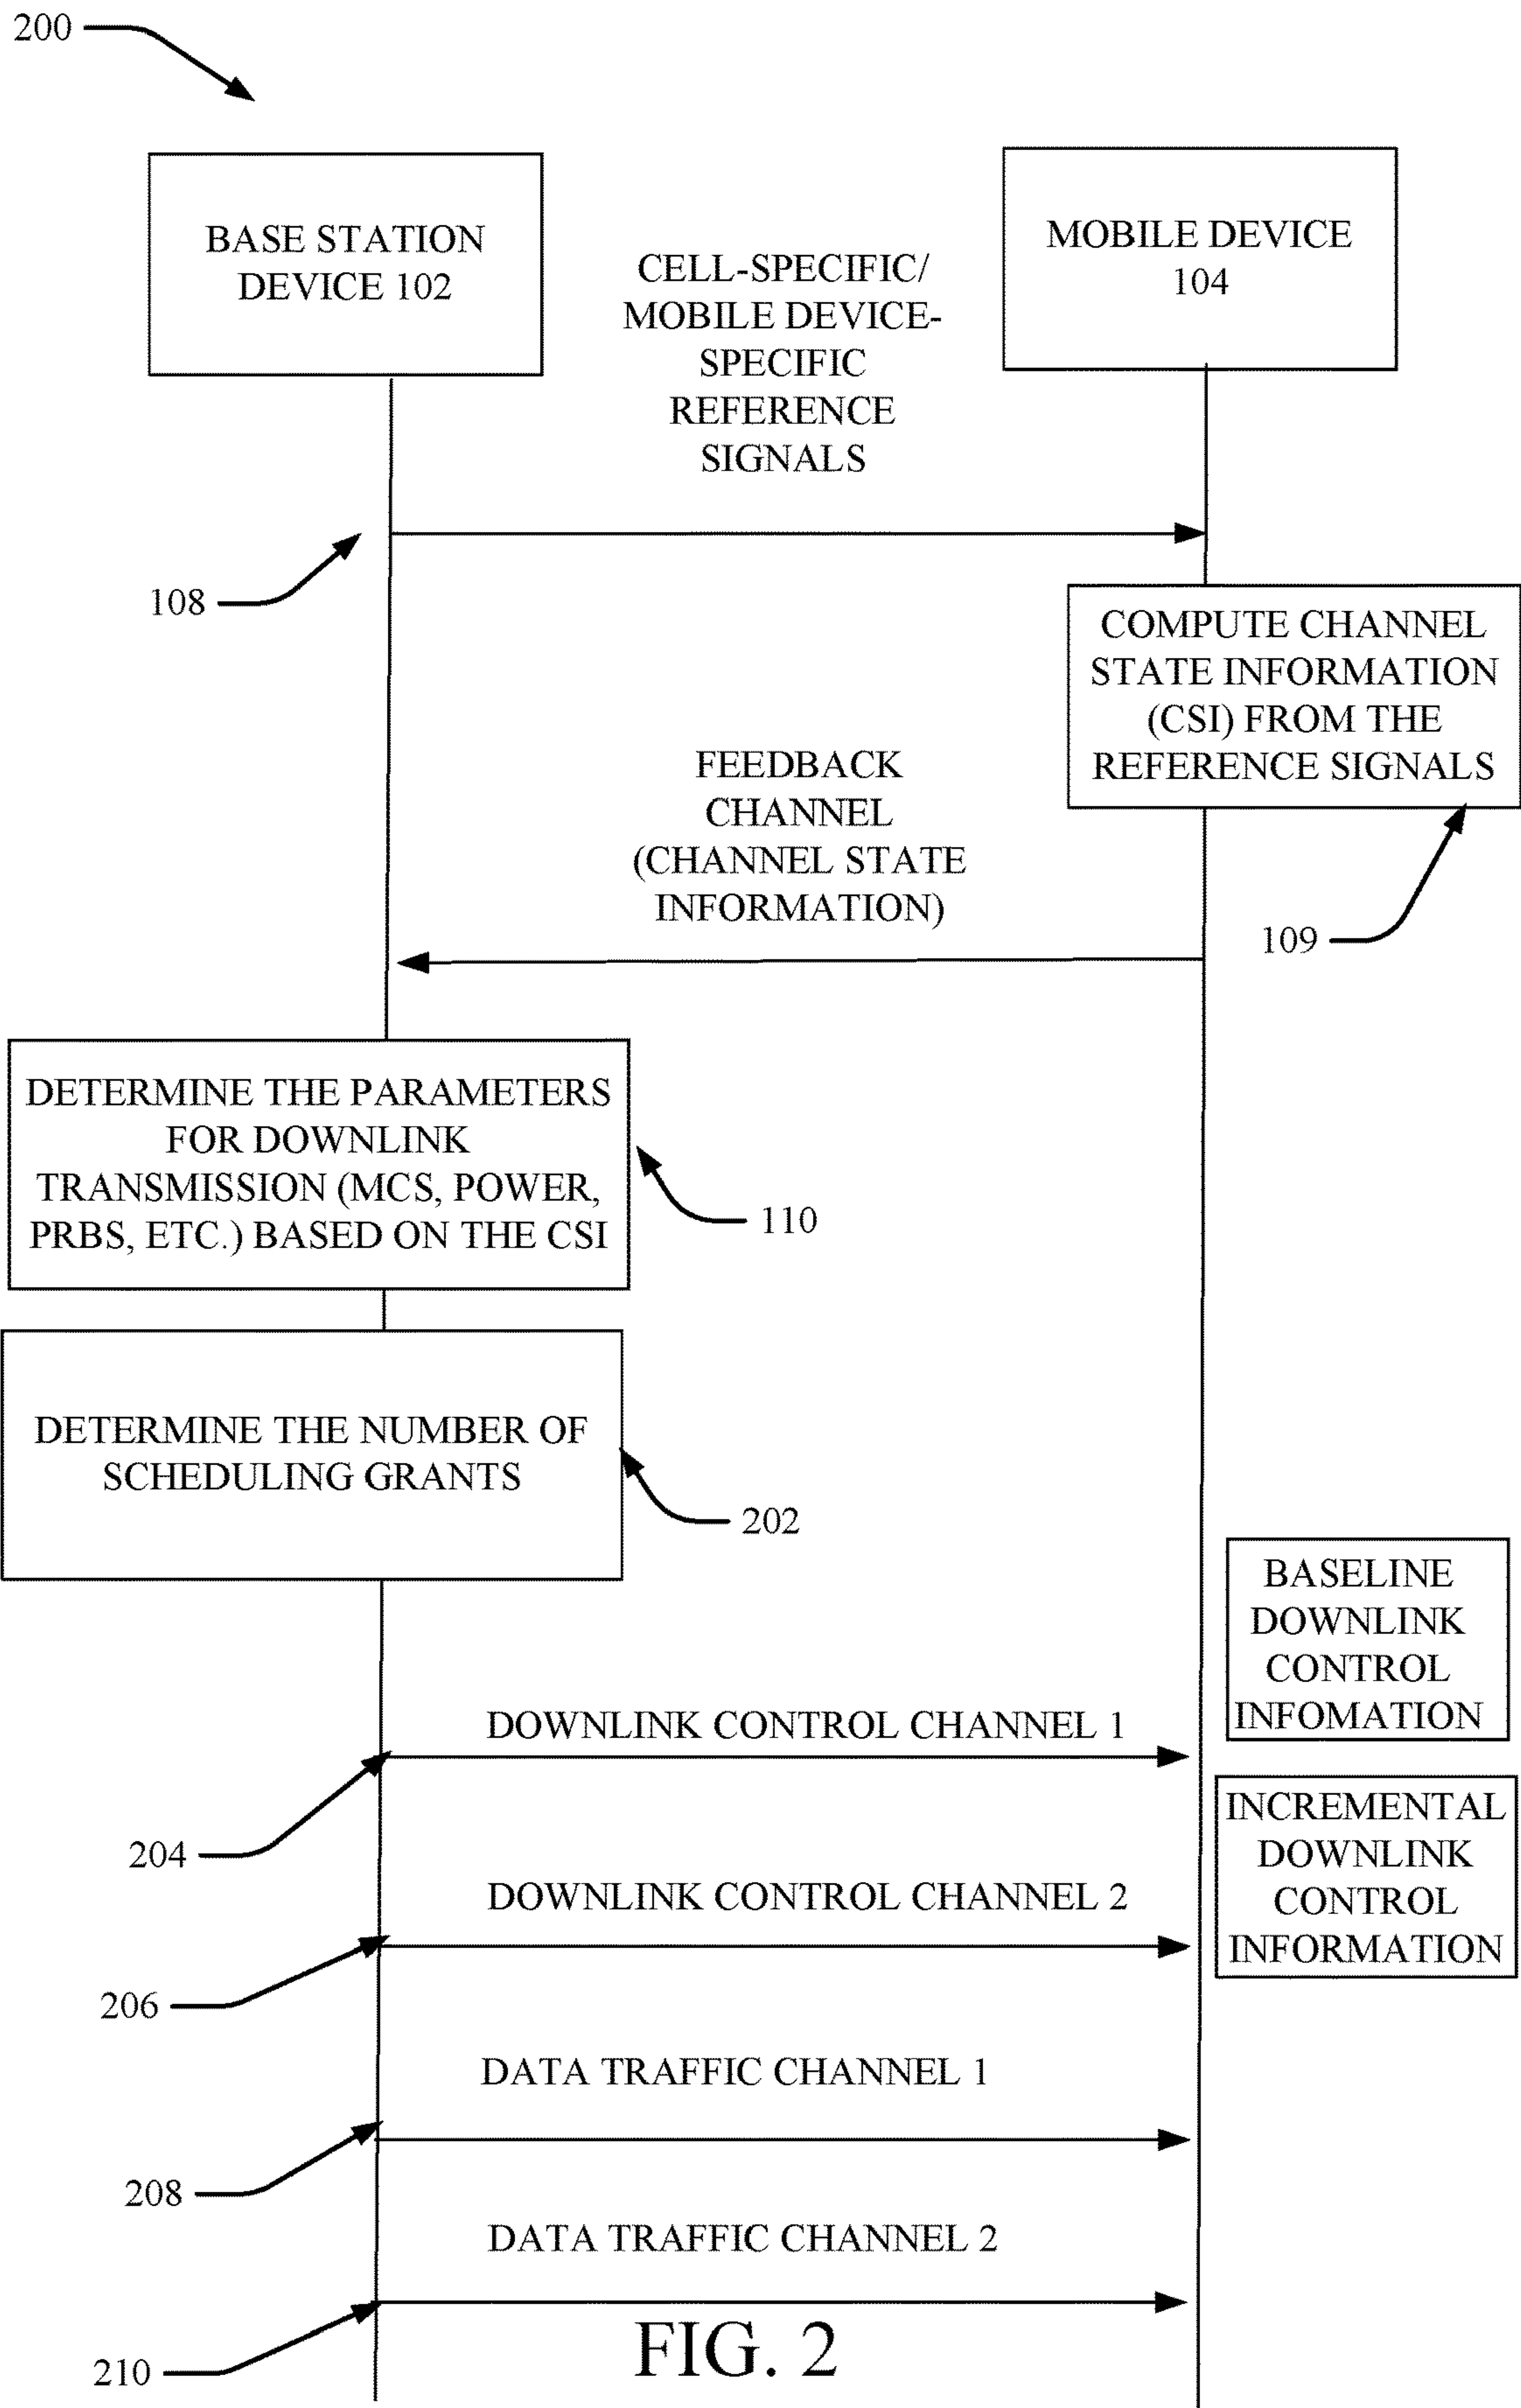 200
BASE STATION
DEVICE 102
MOBILE DEVICE
104
CELL-SPECIFIC/
MOBILE DEVICE-
SPECIFIC
REFERENCE
SIGNALS
108
COMPUTE CHANNEL
STATE INFORMATION
(CSI) FROM THE
REFERENCE SIGNALS
109
FEEDBACK
CHANNEL
(CHANNEL STATE
INFORMATION)
DETERMINE THE PARAMETERS
FOR DOWNLINK
TRANSMISSION (MCS, POWER,
PRBS, ETC.) BASED ON THE CSI
110
DETERMINE THE NUMBER OF
SCHEDULING GRANTS
202
BASELINE
DOWNLINK
CONTROL
INFOMATION
DOWNLINK CONTROL CHANNEL 1
204
INCREMENTAL
DOWNLINK
CONTROL
INFORMATION
DOWNLINK CONTROL CHANNEL 2
206
DATA TRAFFIC CHANNEL 1
208
DATA TRAFFIC CHANNEL 2
210
FIG. 2